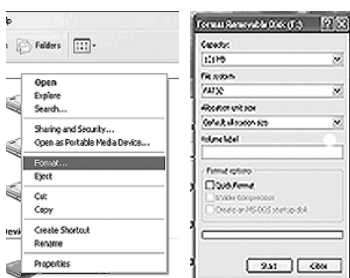 Folders
Open
Explore
Search...
Sharing and Security...
Open as Portable Media Device...
Format...
Eject
Cut
Copy
Create Shortcut
Rename
Properties
Format Removable Disk (F:)
Capacity:
File system
FAT32
Allocation unit size
Default allocation size
Volume label
Format options
Quick Format
Enable Compression
Create an MS-DOS startup disk
Start
Close